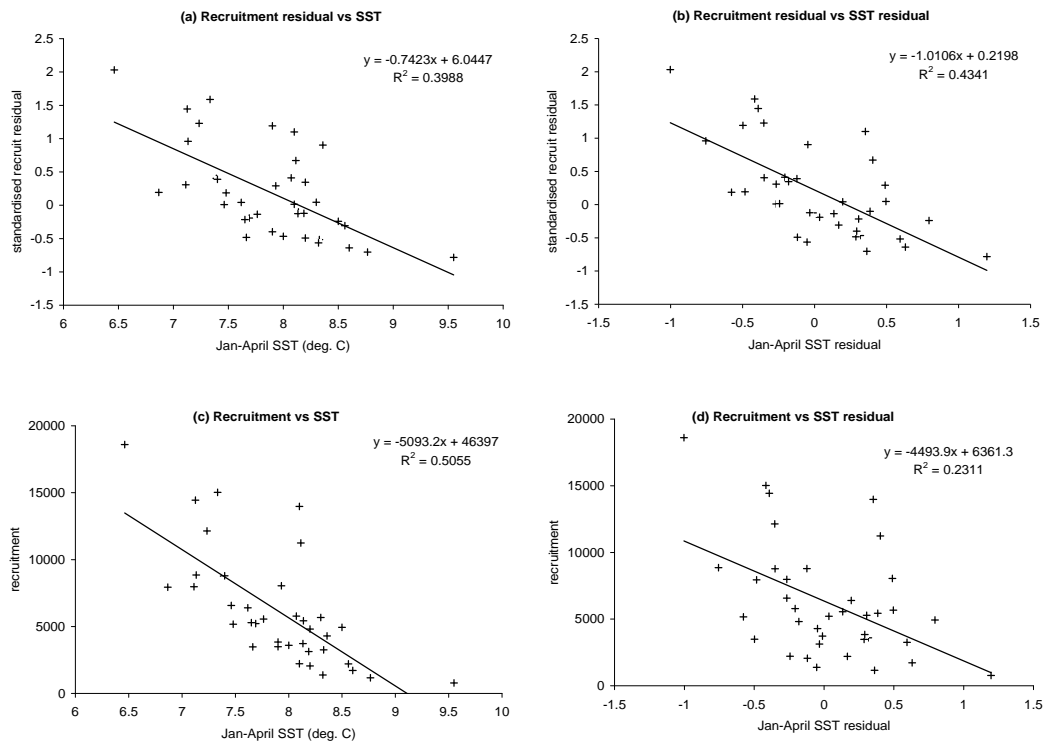 (a) Recruitment residual vs SST
y = -0.7423x + 6.0447
R² = 0.3988
standardised recruit residual
2.5
2
1.5
1
0.5
0
-0.5
-1
-1.5
6 6.5 7 7.5 8 8.5 9 9.5 10
Jan-April SST (deg. C)
(b) Recruitment residual vs SST residual
y = -1.0106x + 0.2198
R² = 0.4341
standardised recruit residual
2.5
2
1.5
1
0.5
0
-0.5
-1
-1.5
-1.5 -1 -0.5 0 0.5 1 1.5
Jan-April SST residual
(c) Recruitment vs SST
y = -5093.2x + 46397
R² = 0.5055
recruitment
20000
15000
10000
5000
0
6 6.5 7 7.5 8 8.5 9 9.5 10
Jan-April SST (deg. C)
(d) Recruitment vs SST residual
y = -4493.9x + 6361.3
R² = 0.2311
recruitment
20000
15000
10000
5000
0
-1.5 -1 -0.5 0 0.5 1 1.5
Jan-April SST residual